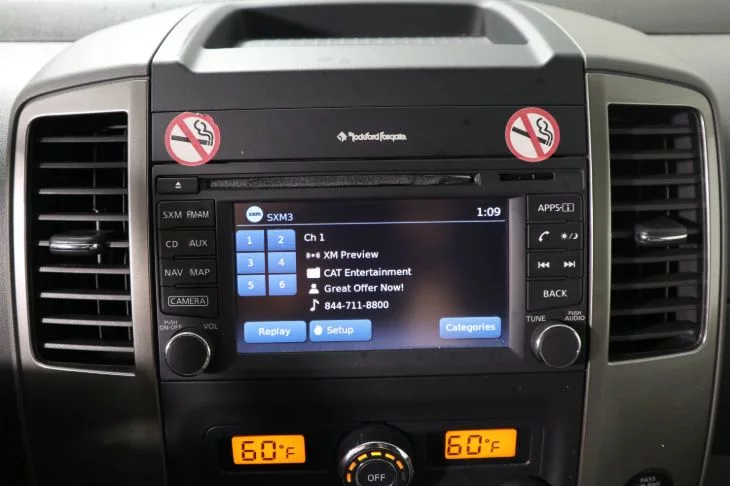 Rockford Fosgate
SXM FM·AM
CD AUX
NAV MAP
CAMERA
PUSH
ON·OFF VOL
sxm SXM3 1:09
1 2
3 4
5 6
Ch 1
XM Preview
CAT Entertainment
Great Offer Now!
844-711-8800
Replay Setup Categories
APPS·i
BACK
TUNE PUSH
AUDIO
60°F
60°F
OFF
PASS